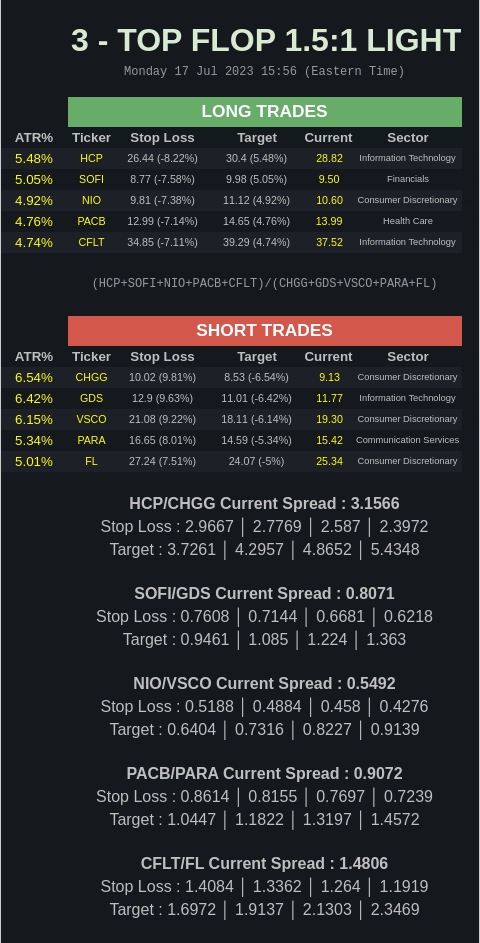 3 - TOP FLOP 1.5:1 LIGHT
Monday 17 Jul 2023 15:56 (Eastern Time)
LONG TRADES
ATR% Ticker Stop Loss Target Current Sector
5.48% HCP 26.44 (-8.22%) 30.4 (5.48%) 28.82 Information Technology
5.05% SOFI 8.77 (-7.58%) 9.98 (5.05%) 9.50 Financials
4.92% NIO 9.81 (-7.38%) 11.12 (4.92%) 10.60 Consumer Discretionary
4.76% PACB 12.99 (-7.14%) 14.65 (4.76%) 13.99 Health Care
4.74% CFLT 34.85 (-7.11%) 39.29 (4.74%) 37.52 Information Technology
(HCP+SOFI+NIO+PACB+CFLT)/(CHGG+GDS+VSCO+PARA+FL)
SHORT TRADES
ATR% Ticker Stop Loss Target Current Sector
6.54% CHGG 10.02 (9.81%) 8.53 (-6.54%) 9.13 Consumer Discretionary
6.42% GDS 12.9 (9.63%) 11.01 (-6.42%) 11.77 Information Technology
6.15% VSCO 21.08 (9.22%) 18.11 (-6.14%) 19.30 Consumer Discretionary
5.34% PARA 16.65 (8.01%) 14.59 (-5.34%) 15.42 Communication Services
5.01% FL 27.24 (7.51%) 24.07 (-5%) 25.34 Consumer Discretionary
HCP/CHGG Current Spread : 3.1566
Stop Loss : 2.9667 │ 2.7769 │ 2.587 │ 2.3972
Target : 3.7261 │ 4.2957 │ 4.8652 │ 5.4348
SOFI/GDS Current Spread : 0.8071
Stop Loss : 0.7608 │ 0.7144 │ 0.6681 │ 0.6218
Target : 0.9461 │ 1.085 │ 1.224 │ 1.363
NIO/VSCO Current Spread : 0.5492
Stop Loss : 0.5188 │ 0.4884 │ 0.458 │ 0.4276
Target : 0.6404 │ 0.7316 │ 0.8227 │ 0.9139
PACB/PARA Current Spread : 0.9072
Stop Loss : 0.8614 │ 0.8155 │ 0.7697 │ 0.7239
Target : 1.0447 │ 1.1822 │ 1.3197 │ 1.4572
CFLT/FL Current Spread : 1.4806
Stop Loss : 1.4084 │ 1.3362 │ 1.264 │ 1.1919
Target : 1.6972 │ 1.9137 │ 2.1303 │ 2.3469